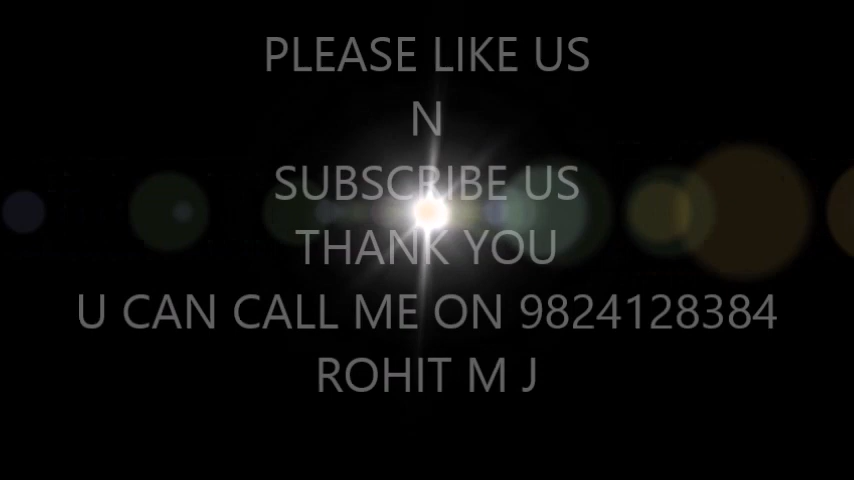 PLEASE LIKE US
N
SUBSCRIBE US
THANK YOU
U CAN CALL ME ON 9824128384
ROHIT M J